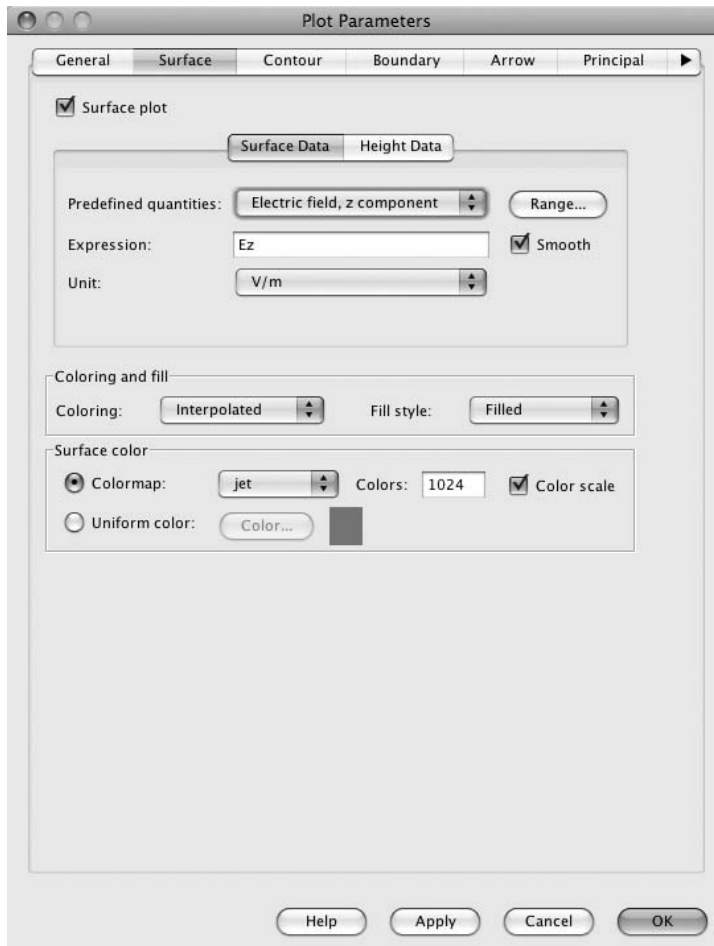 Plot Parameters
General Surface Contour Boundary Arrow Principal
Surface plot
Surface Data Height Data
Predefined quantities: Electric field, z component Range...
Expression: Ez Smooth
Unit: V/m
Coloring and fill
Coloring: Interpolated Fill style: Filled
Surface color
Colormap: jet Colors: 1024 Color scale
Uniform color: Color...
Help Apply Cancel OK